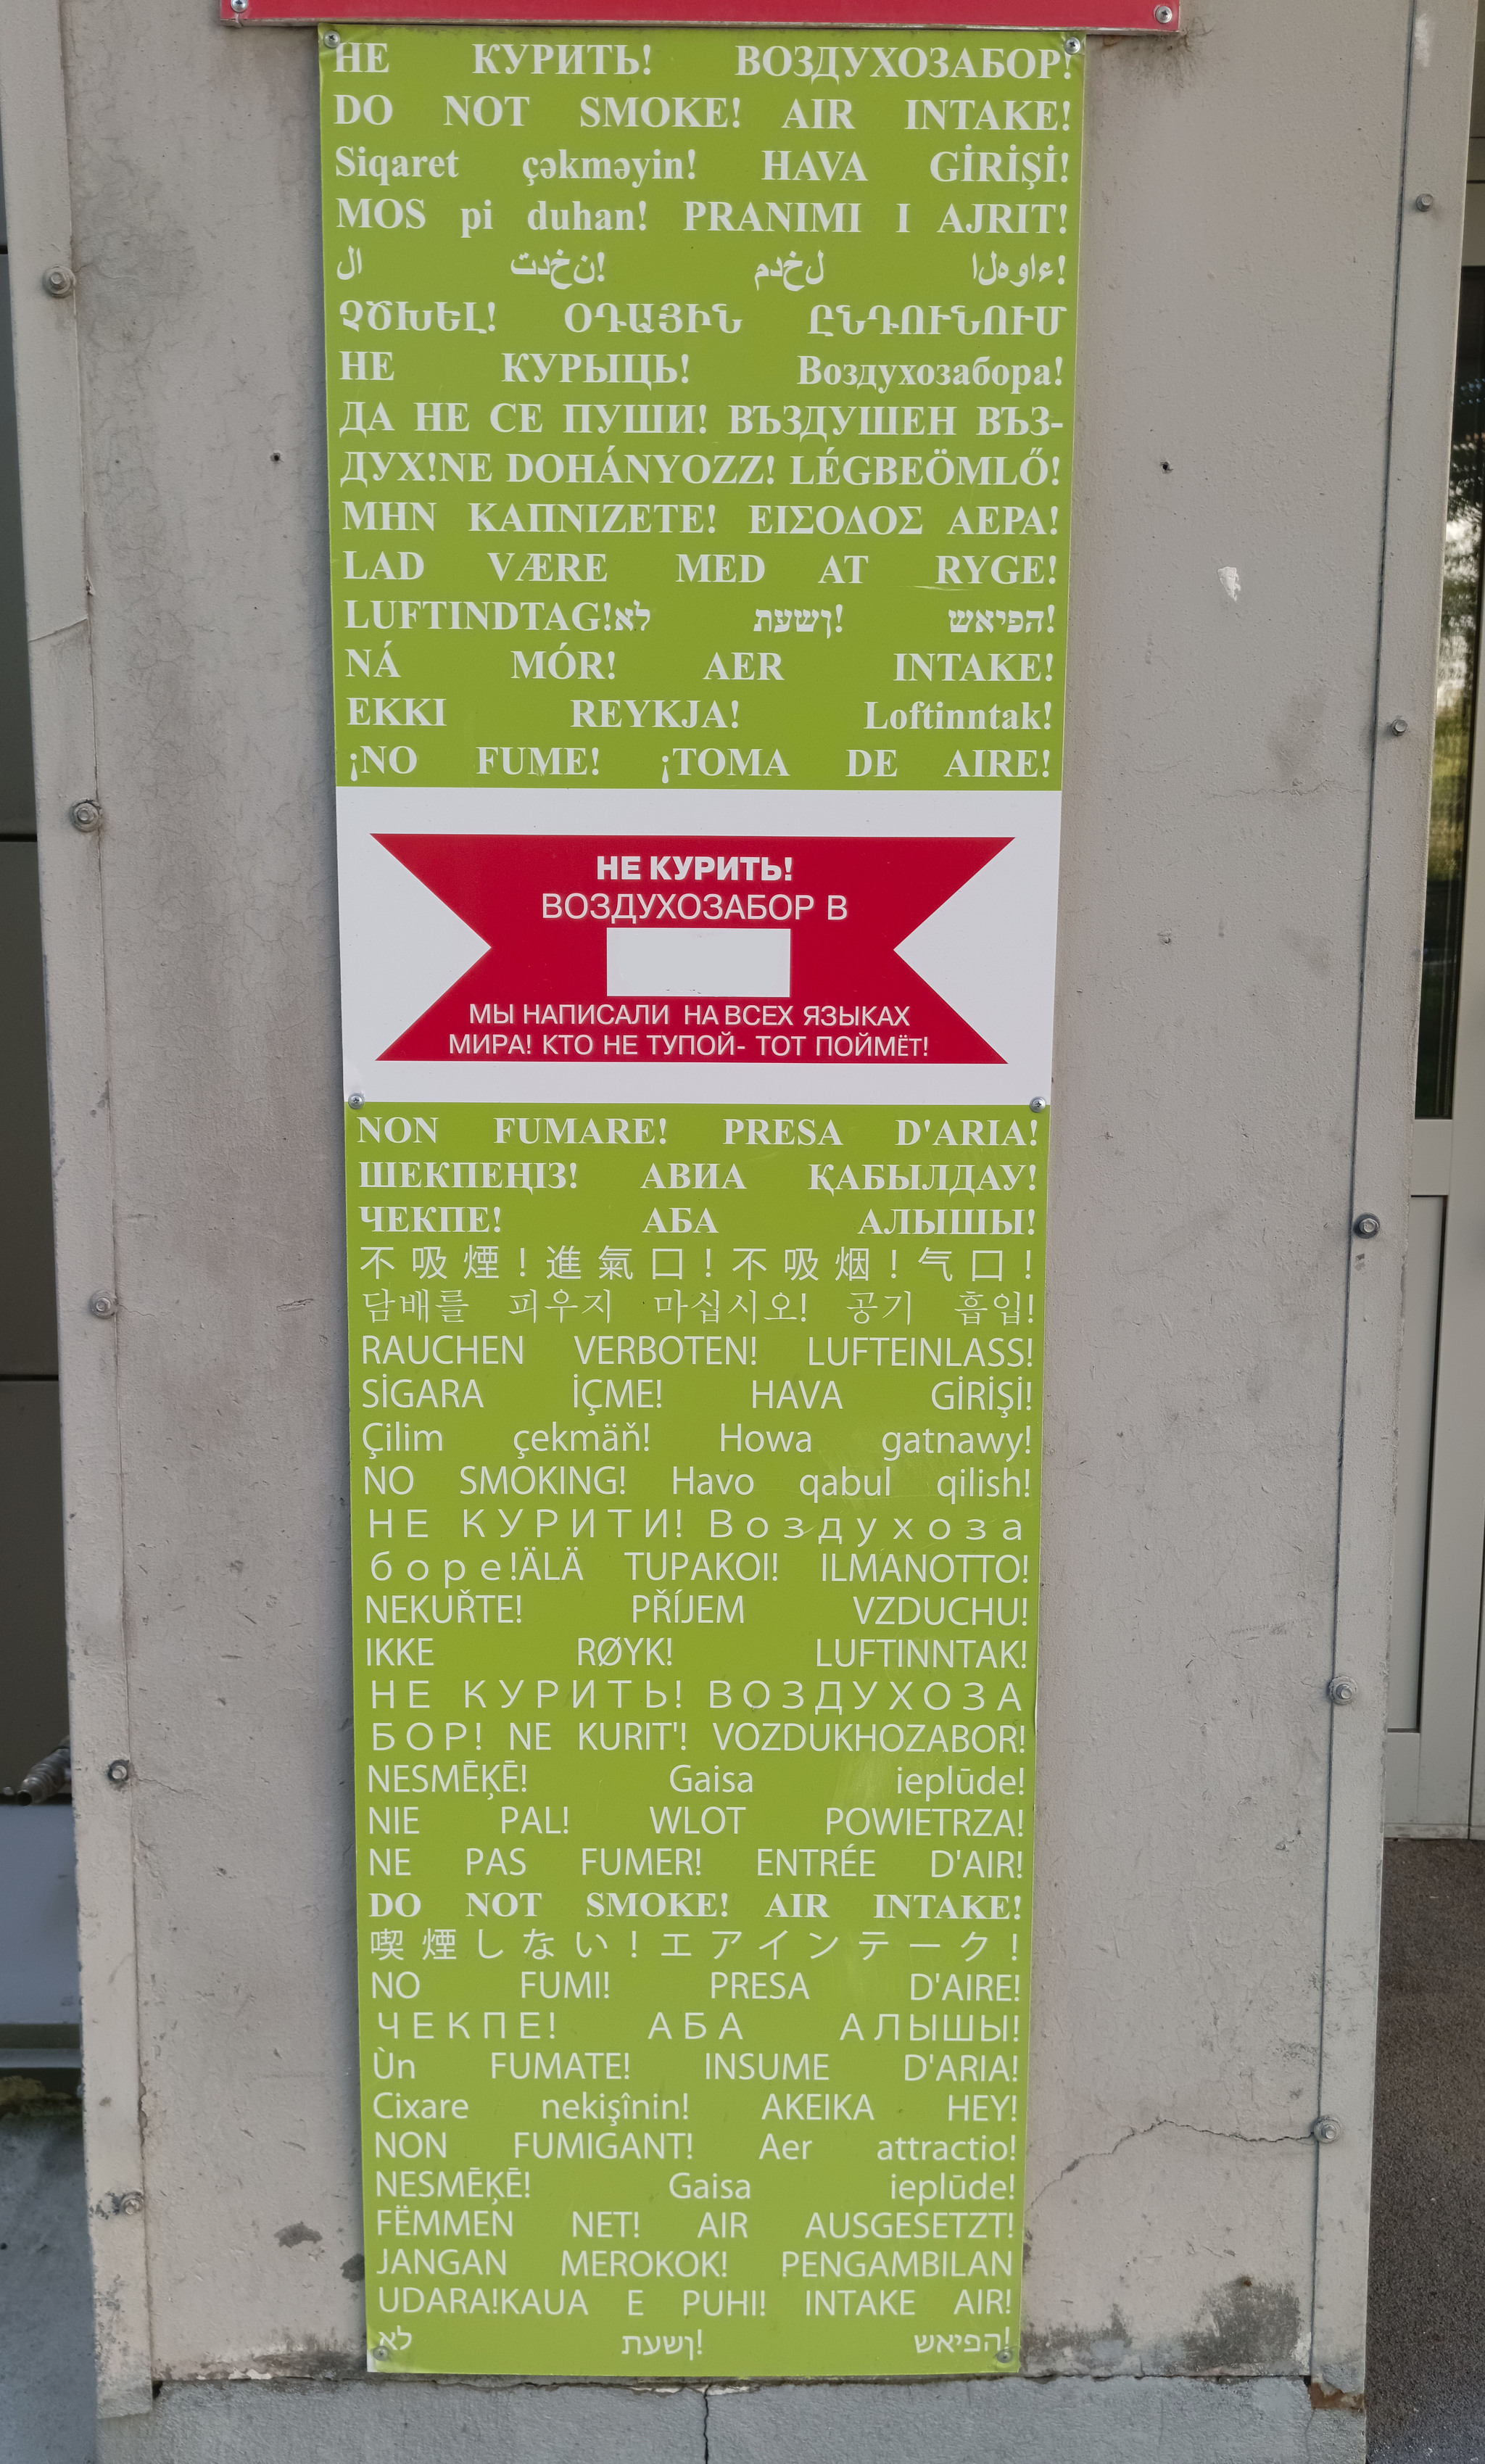 НЕ КУРИТЬ! ВОЗДУХОЗАБОР!
DO NOT SMOKE! AIR INTAKE!
Siqaret çəkməyin! HAVA GİRİŞİ!
MOS pi duhan! PRANIMI I AJRIT!
لا تدخن! مدخل الهواء!
ՉԾԽԵԼ! ՕԴԱՅԻՆ ԸՆԴՈՒՆՈՒՄ
НЕ КУРЫЦЬ! Воздухозабора!
ДА НЕ СЕ ПУШИ! ВЪЗДУШЕН ВЪЗ-
ДУХ!NE DOHÁNYOZZ! LÉGBEÖMLŐ!
ΜΗΝ ΚΑΠΝΙΖΕΤΕ! ΕΙΣΟΔΟΣ ΑΕΡΑ!
LAD VÆRE MED AT RYGE!
LUFTINDTAG!לא תעשן! הפיאש!
NÁ MÓR! AER INTAKE!
EKKI REYKJA! Loftinntak!
¡NO FUME! ¡TOMA DE AIRE!
НЕ КУРИТЬ!
ВОЗДУХОЗАБОР В
МЫ НАПИСАЛИ НА ВСЕХ ЯЗЫКАХ
МИРА! КТО НЕ ТУПОЙ- ТОТ ПОЙМЁТ!
NON FUMARE! PRESA D'ARIA!
ШЕКПЕҢІЗ! АВИА ҚАБЫЛДАУ!
ЧЕКПЕ! АБА АЛЫШЫ!
不吸煙！進氣口！不吸烟！气口！
담배를 피우지 마십시오! 공기 흡입!
RAUCHEN VERBOTEN! LUFTEINLASS!
SİGARA İÇME! HAVA GİRİŞİ!
Çilim çekmäň! Howa gatnawy!
NO SMOKING! Havo qabul qilish!
НЕ КУРИТИ! Воздухоза
боре!ÄLÄ TUPAKOI! ILMANOTTO!
NEKUŘTE! PŘÍJEM VZDUCHU!
IKKE RØYK! LUFTINNTAK!
НЕ КУРИТЬ! ВОЗДУХОЗА
БОР! NE KURIT'! VOZDUKHOZABOR!
NESMĒĶĒ! Gaisa ieplūde!
NIE PAL! WLOT POWIETRZA!
NE PAS FUMER! ENTRÉE D'AIR!
DO NOT SMOKE! AIR INTAKE!
喫煙しない！エアインテーク！
NO FUMI! PRESA D'AIRE!
ЧЕКПЕ! АБА АЛЫШЫ!
Ùn FUMATE! INSUME D'ARIA!
Cixare nekişînin! AKEIKA HEY!
NON FUMIGANT! Aer attractio!
NESMĒĶĒ! Gaisa ieplūde!
FËMMEN NET! AIR AUSGESETZT!
JANGAN MEROKOK! PENGAMBILAN
UDARA!KAUA E PUHI! INTAKE AIR!
לא תעשן! הפיאש!